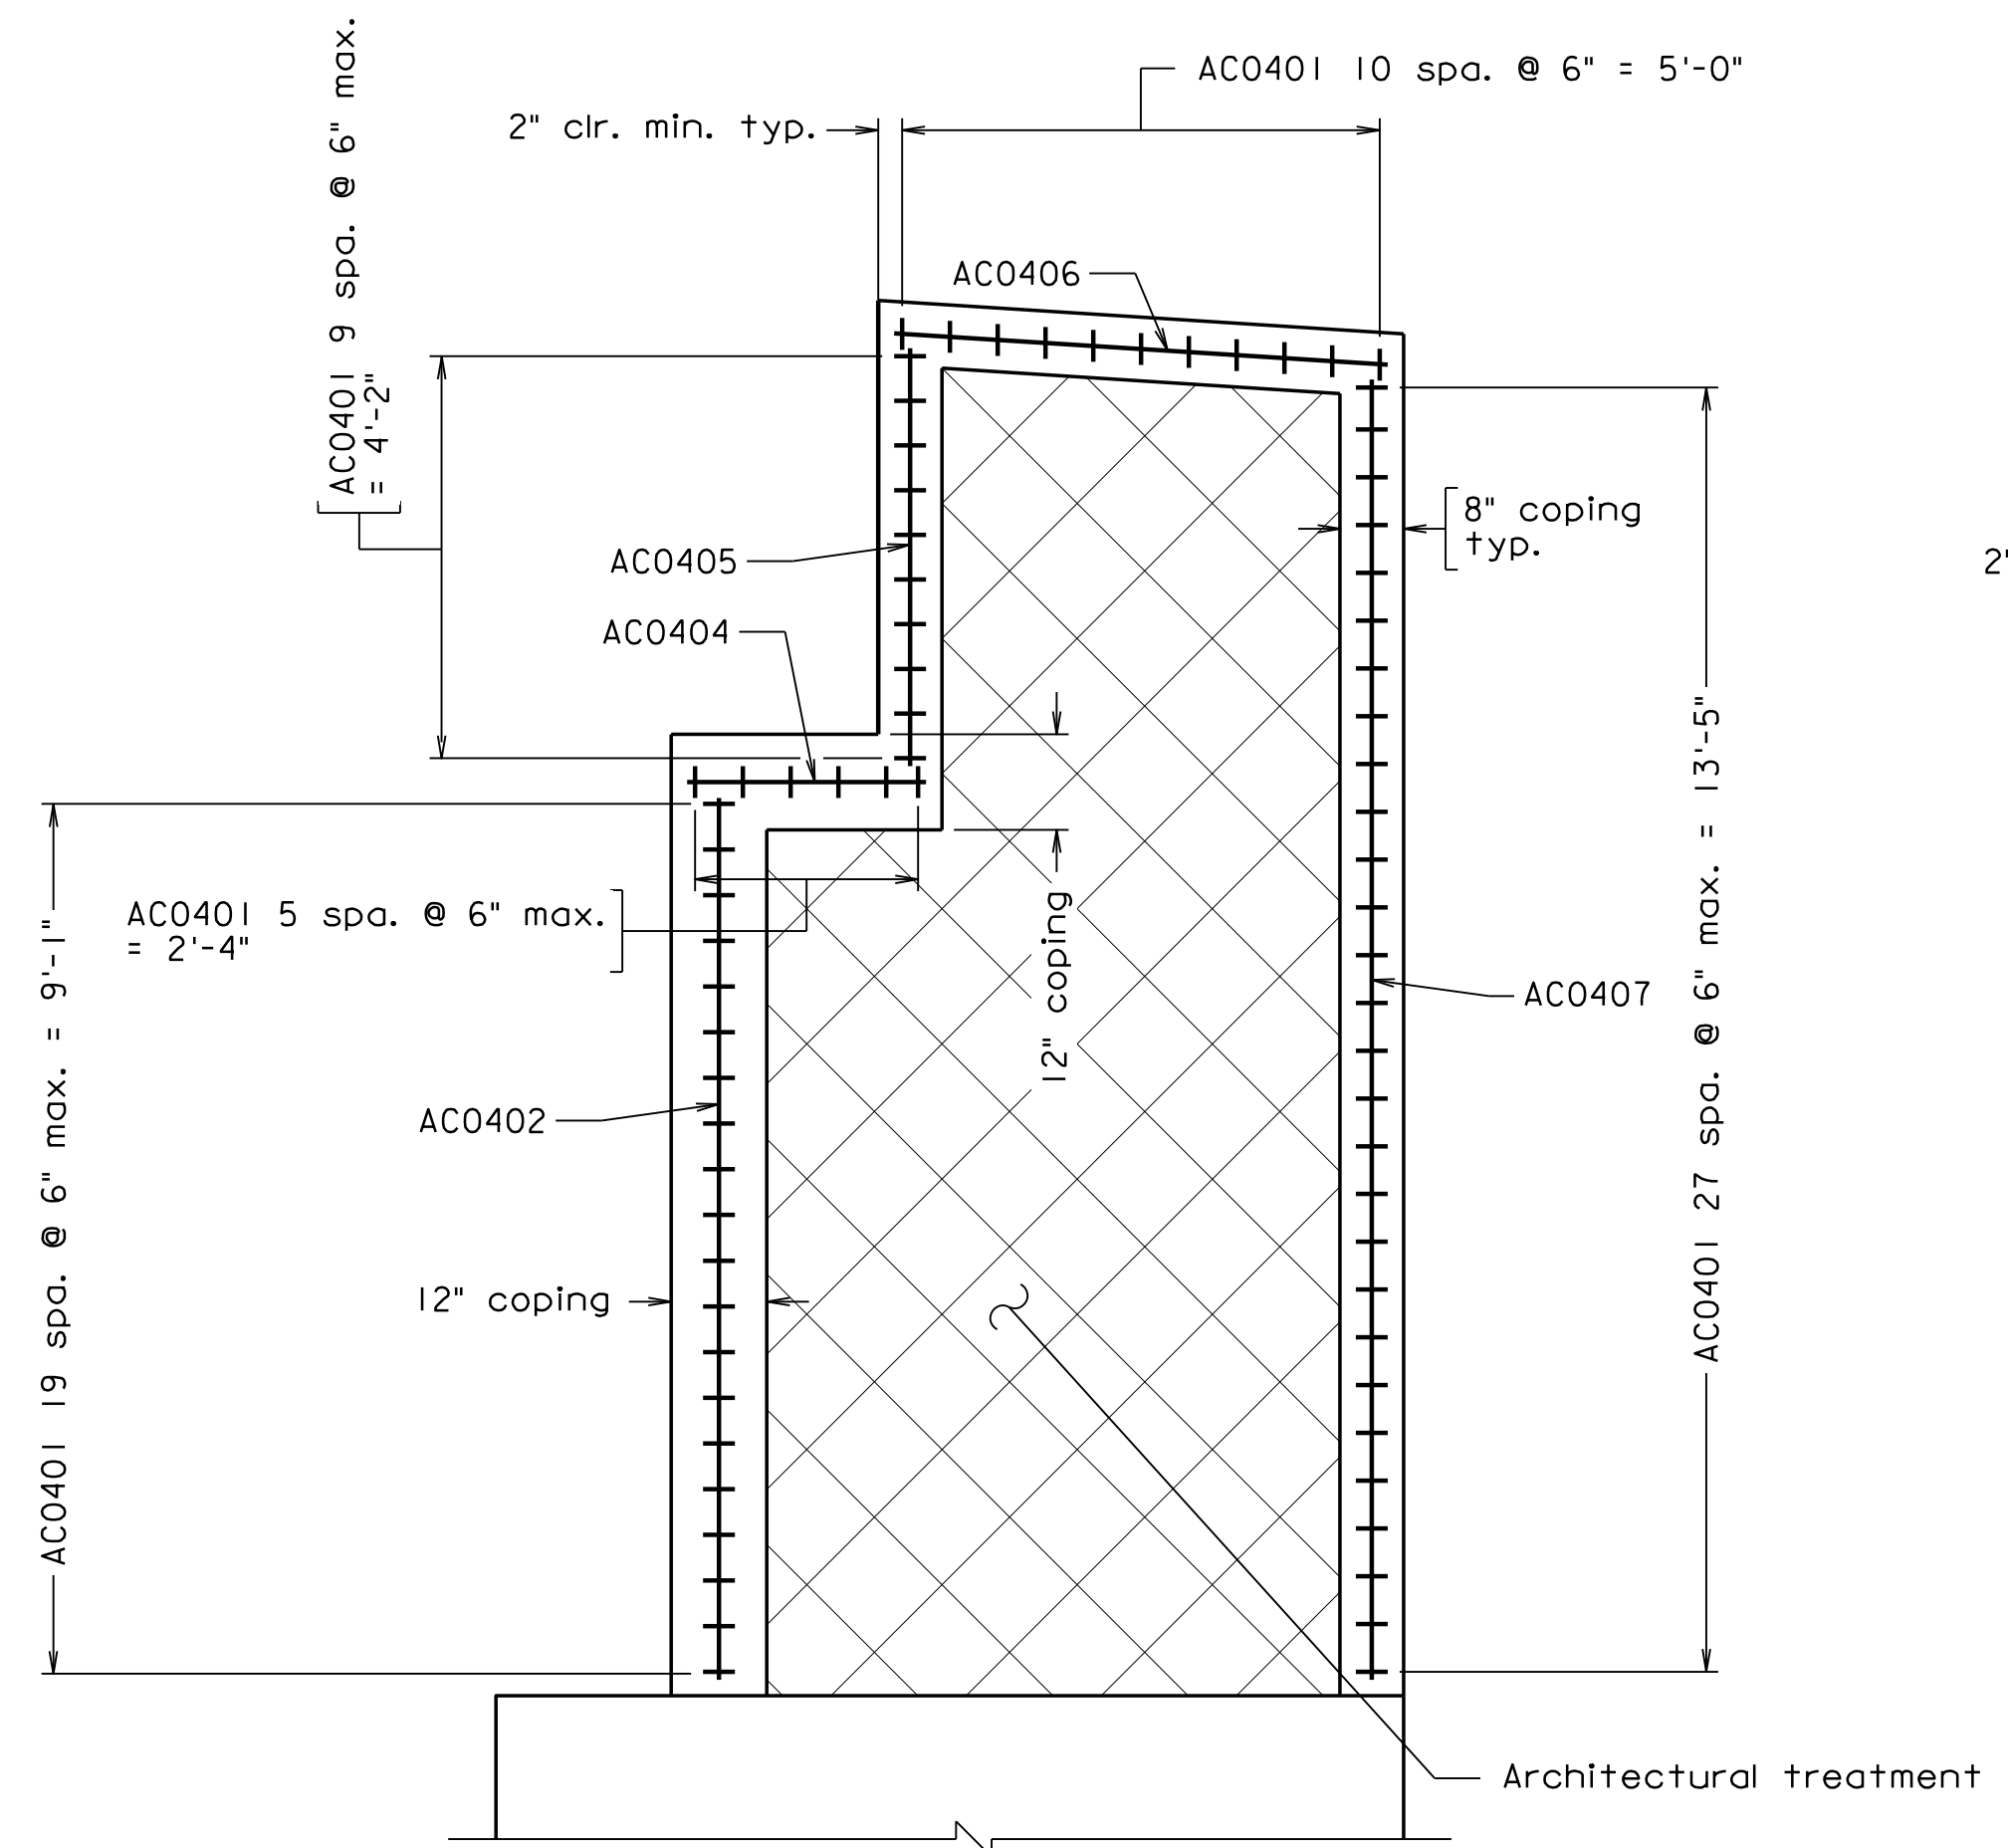 AC0401 9 spa. @ 6" max.
= 4'-2"
AC0401 10 spa. @ 6" = 5'-0"
2" clr. min. typ.
AC0406
8" coping
typ.
AC0405
2'
AC0404
AC0401 27 spa. @ 6" max. = 13'-5"
AC0401 5 spa. @ 6" max.
= 2'-4"
AC0401 19 spa. @ 6" max. = 9'-1"
12" coping
AC0407
AC0402
12" coping
Architectural treatment